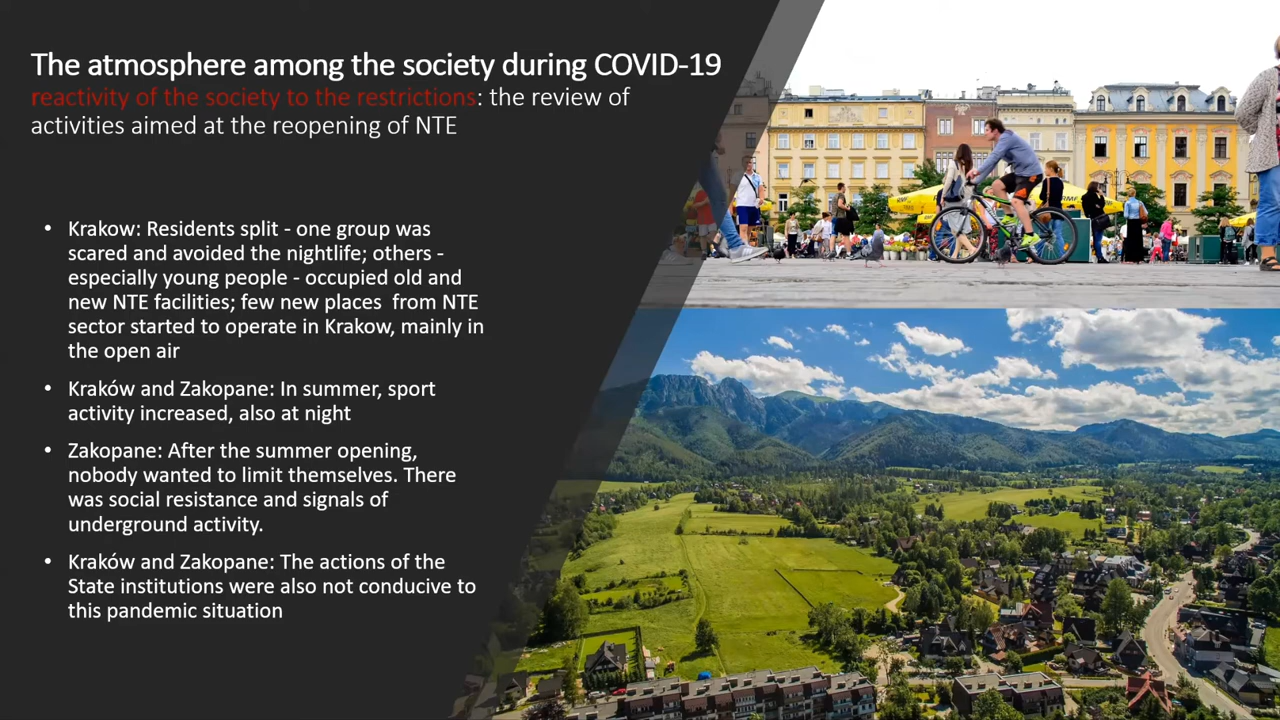 The atmosphere among the society during COVID-19
reactivity of the society to the restrictions: the review of
activities aimed at the reopening of NTE
• Krakow: Residents split - one group was
scared and avoided the nightlife; others -
especially young people - occupied old and
new NTE facilities; few new places from NTE
sector started to operate in Krakow, mainly in
the open air
• Kraków and Zakopane: In summer, sport
activity increased, also at night
• Zakopane: After the summer opening,
nobody wanted to limit themselves. There
was social resistance and signals of
underground activity.
• Kraków and Zakopane: The actions of the
State institutions were also not conducive to
this pandemic situation
RMF